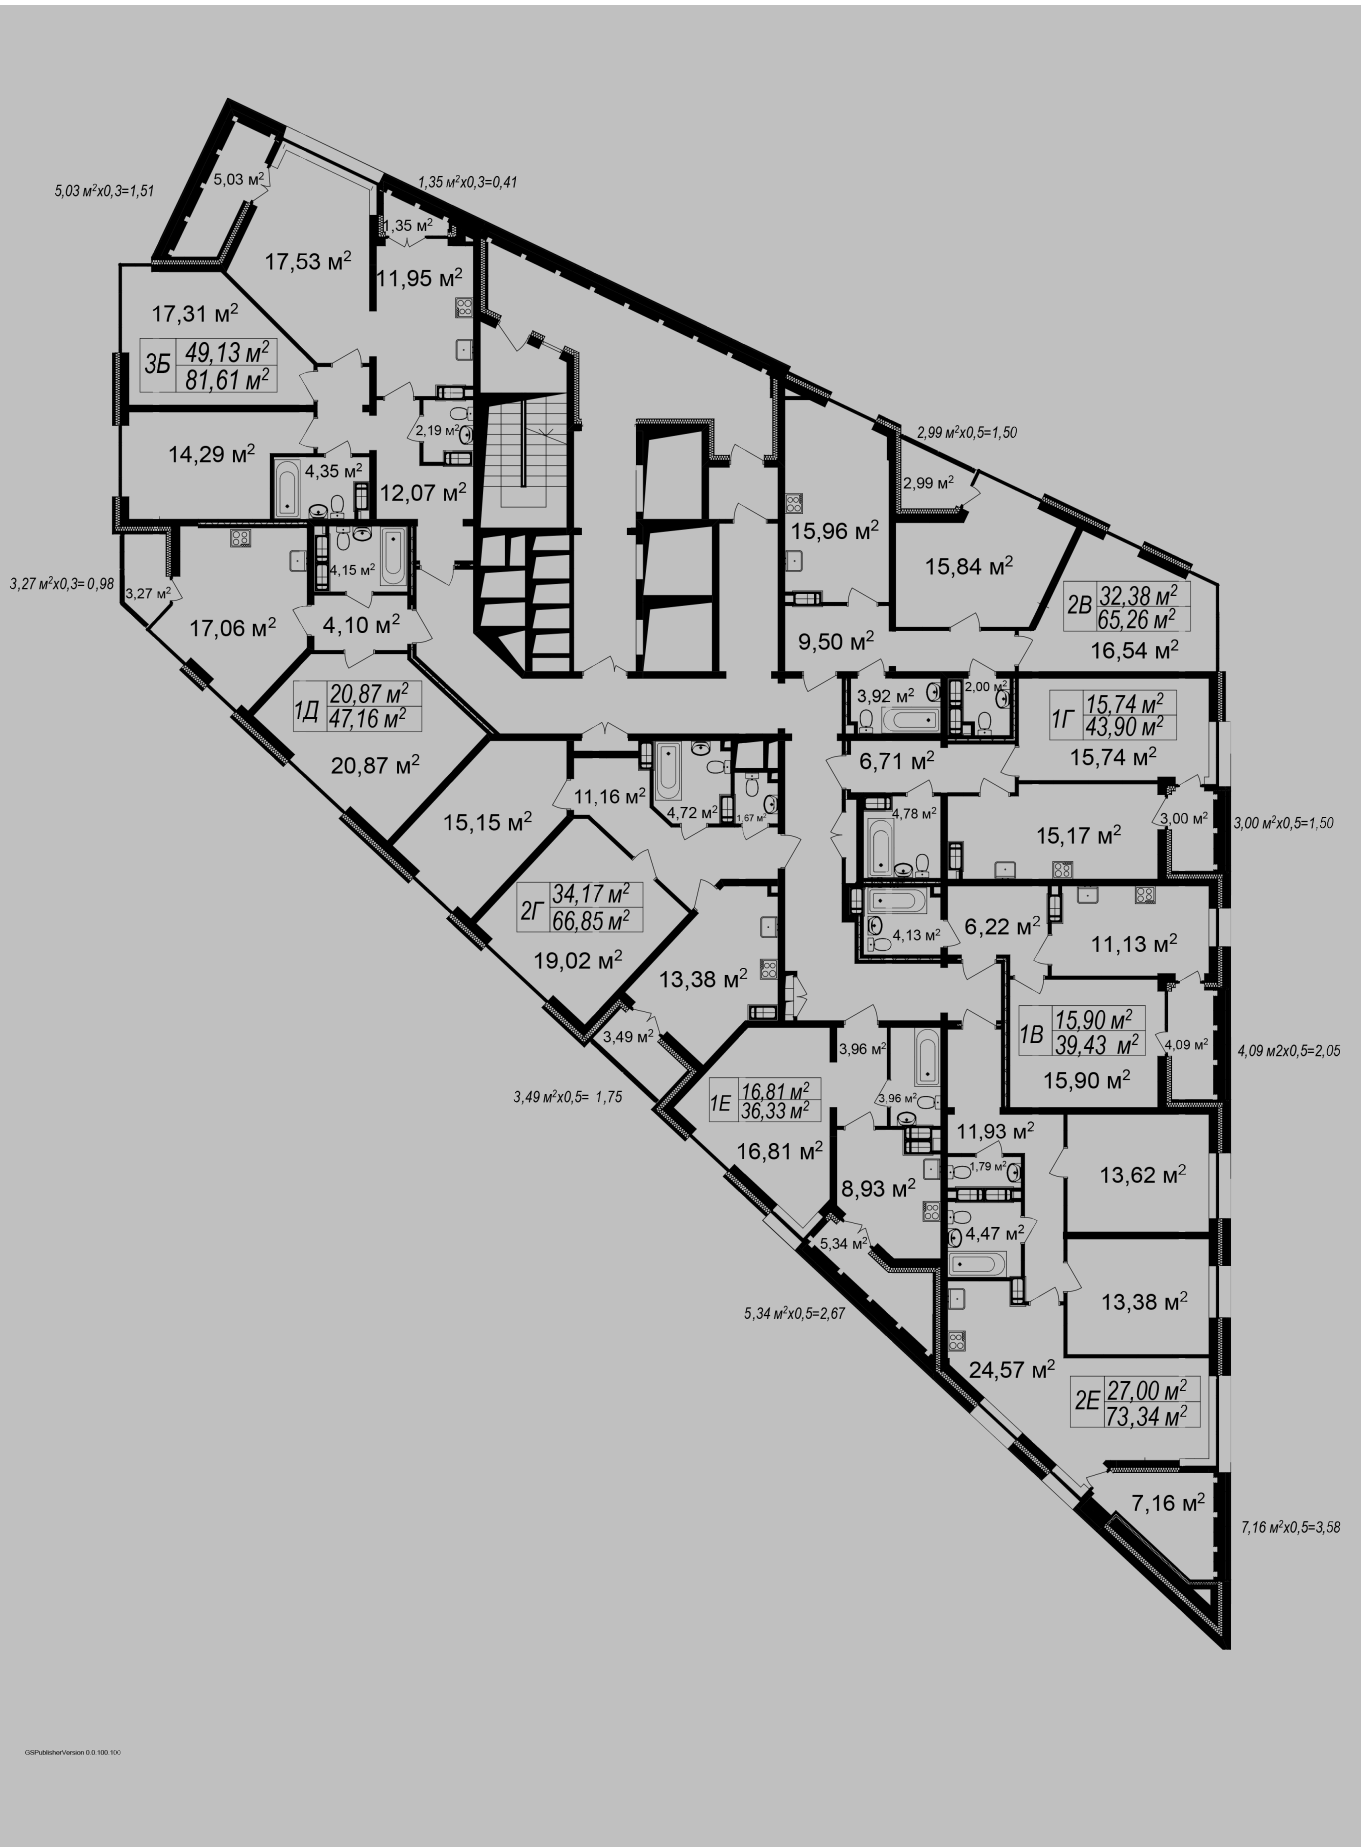 5,03 м²
5,03 м²х0,3=1,51
1,35 м²х0,3=0,41
1,35 м²
17,53 м²
11,95 м²
17,31 м²
3Б
49,13 м²
81,61 м²
2,19 м²
14,29 м²
4,35 м²
12,07 м²
2,99 м²х0,5=1,50
2,99 м²
15,96 м²
15,84 м²
3,27 м²х0,3= 0,98
3,27 м²
4,15 м²
17,06 м²
4,10 м²
9,50 м²
2В
32,38 м²
65,26 м²
16,54 м²
1Д
20,87 м²
47,16 м²
20,87 м²
3,92 м²
2,00 м²
1Г
15,74 м²
43,90 м²
15,74 м²
6,71 м²
11,16 м²
4,72 м²
1,67 м²
15,15 м²
4,78 м²
15,17 м²
3,00 м²
3,00 м²х0,5=1,50
2Г
34,17 м²
66,85 м²
19,02 м²
13,38 м²
4,13 м²
6,22 м²
11,13 м²
3,49 м²
3,49 м²х0,5= 1,75
3,96 м²
1В
15,90 м²
39,43 м²
15,90 м²
4,09 м²
4,09 м2х0,5=2,05
1Е
16,81 м²
36,33 м²
16,81 м²
3,96 м²
11,93 м²
1,79 м²
13,62 м²
8,93 м²
5,34 м²
4,47 м²
5,34 м²х0,5=2,67
13,38 м²
24,57 м²
2Е
27,00 м²
73,34 м²
7,16 м²
7,16 м²х0,5=3,58
GSPublisherVersion 0.0.100.100